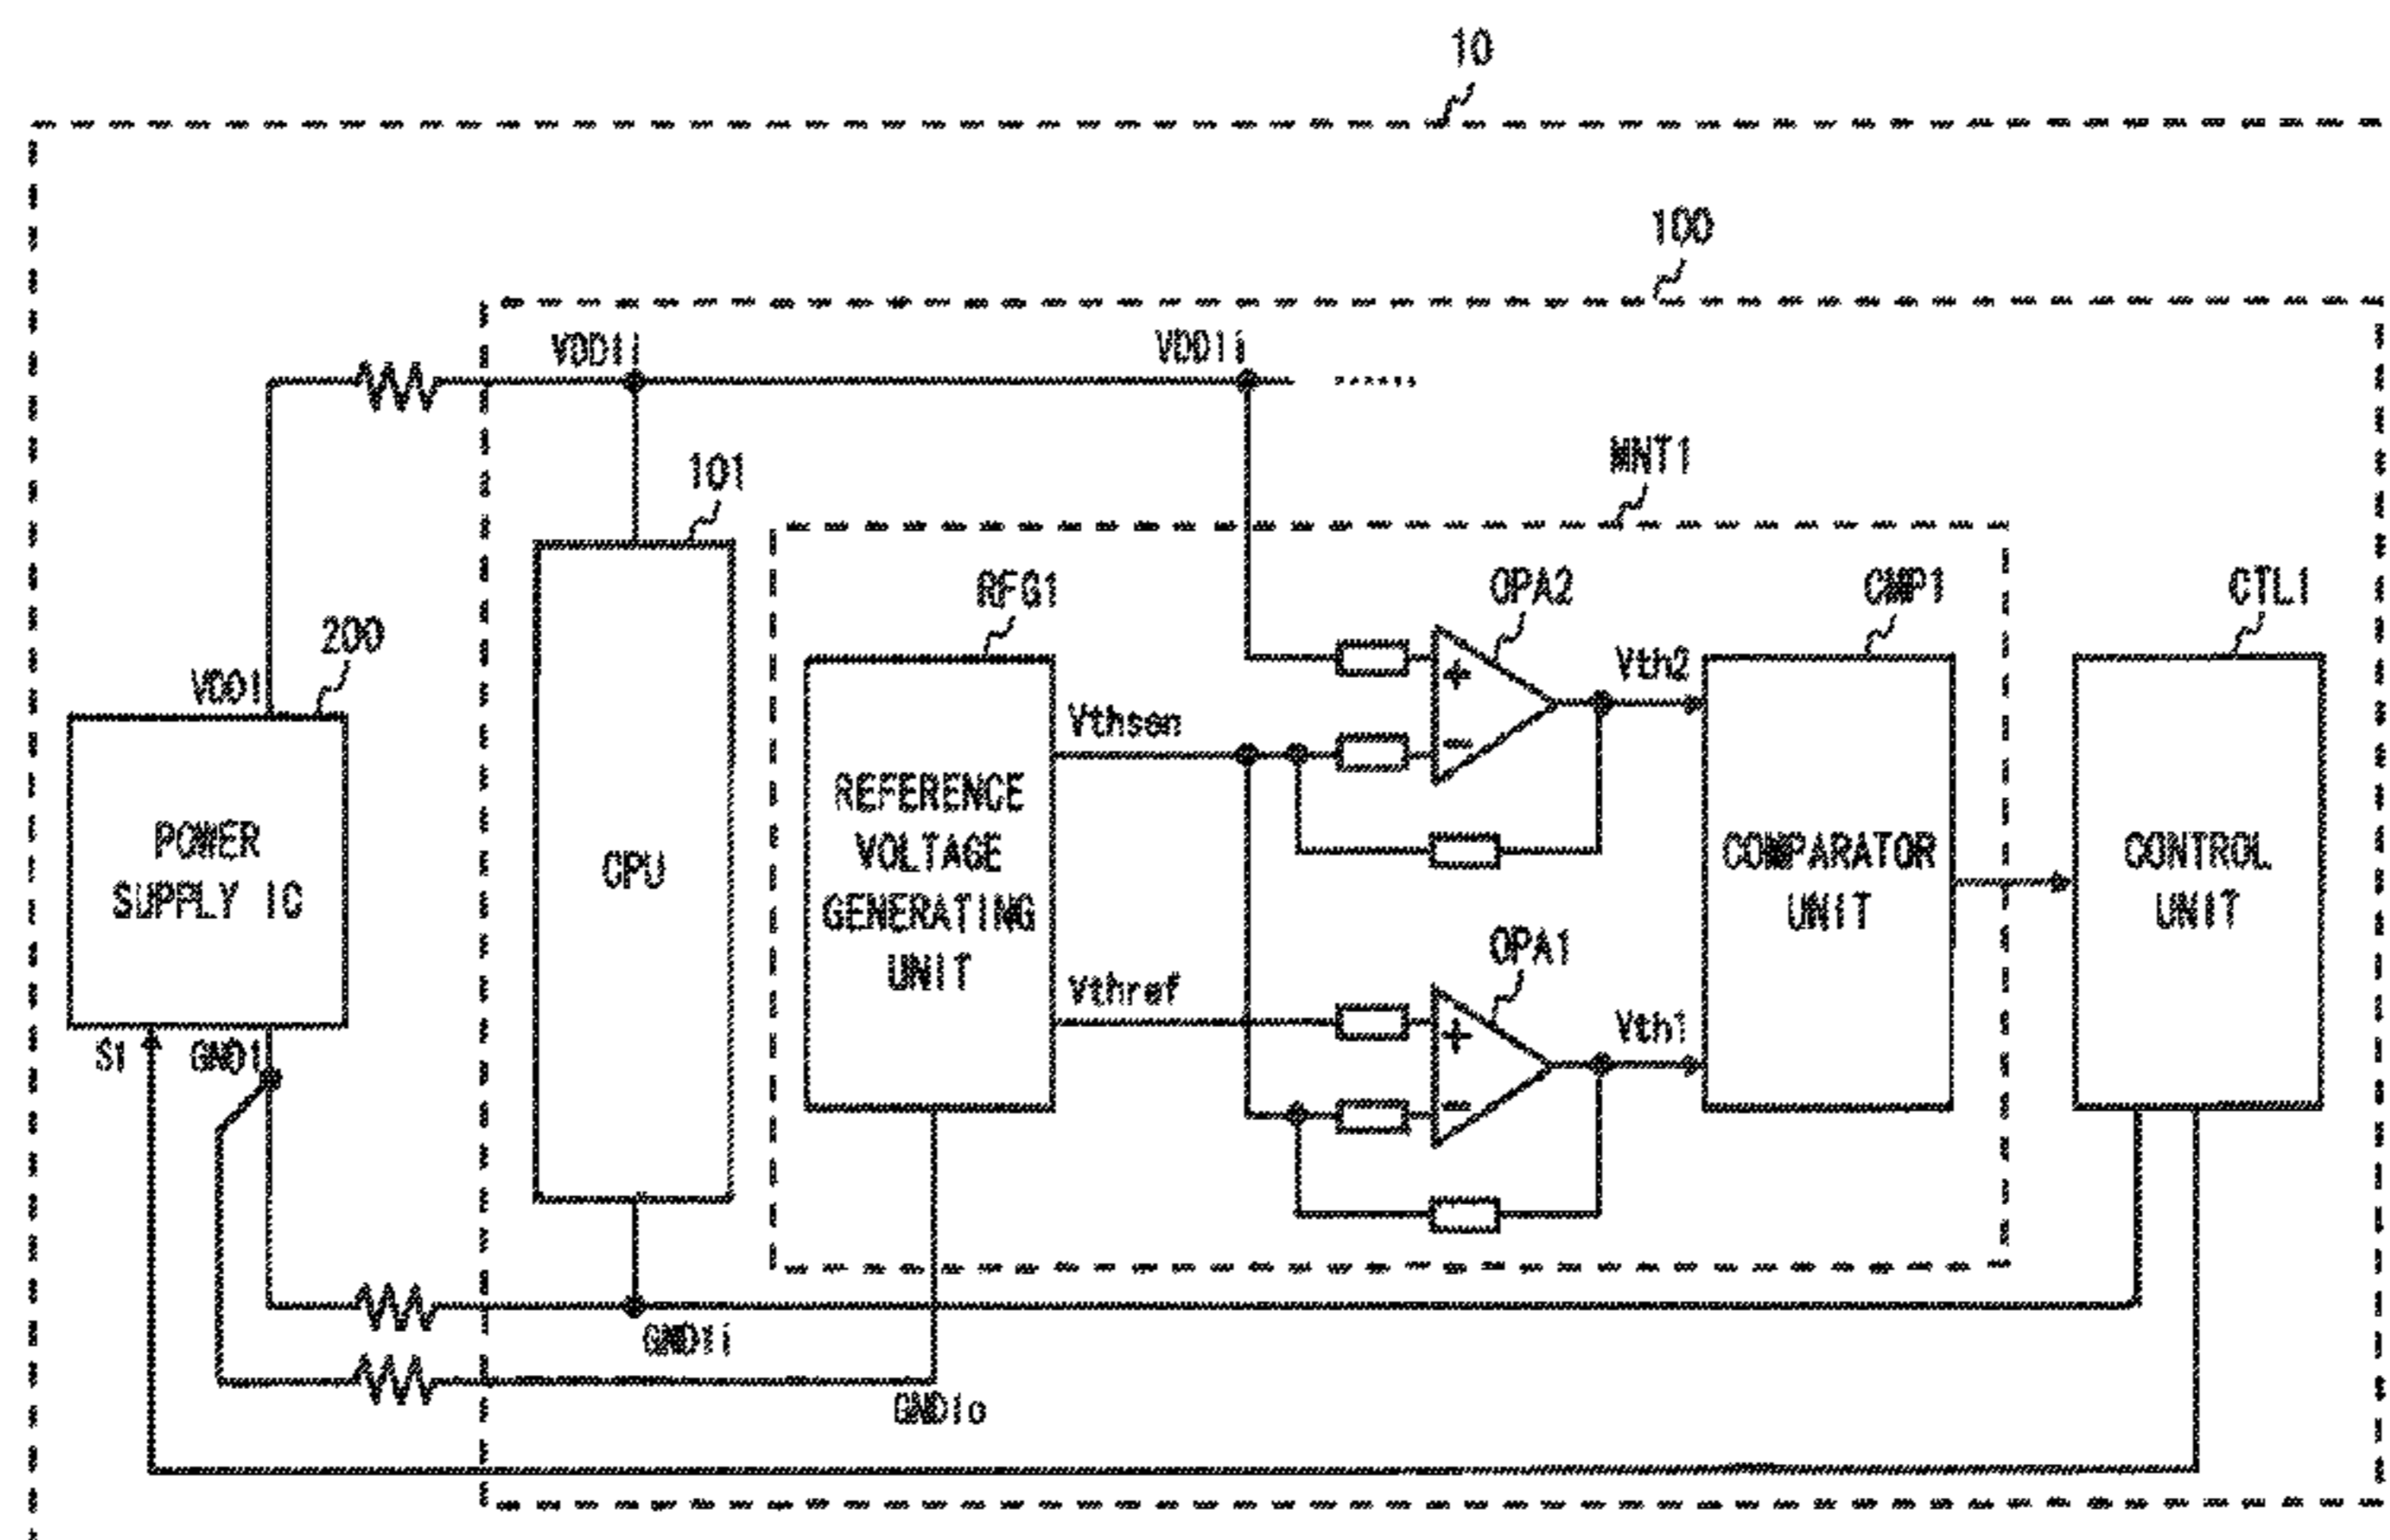 10
100
VDD1i
VDD1i
MNT1
101
RFG1
OPA2
CMP1
CTL1
200
VDD1
Vth2
Vthsen
REFERENCE
VOLTAGE
GENERATING
UNIT
POWER
SUPPLY IC
CPU
COMPARATOR
UNIT
CONTROL
UNIT
OPA1
Vthref
Vth1
S1
GND1
GND1i
GND1o
+
−
+
−